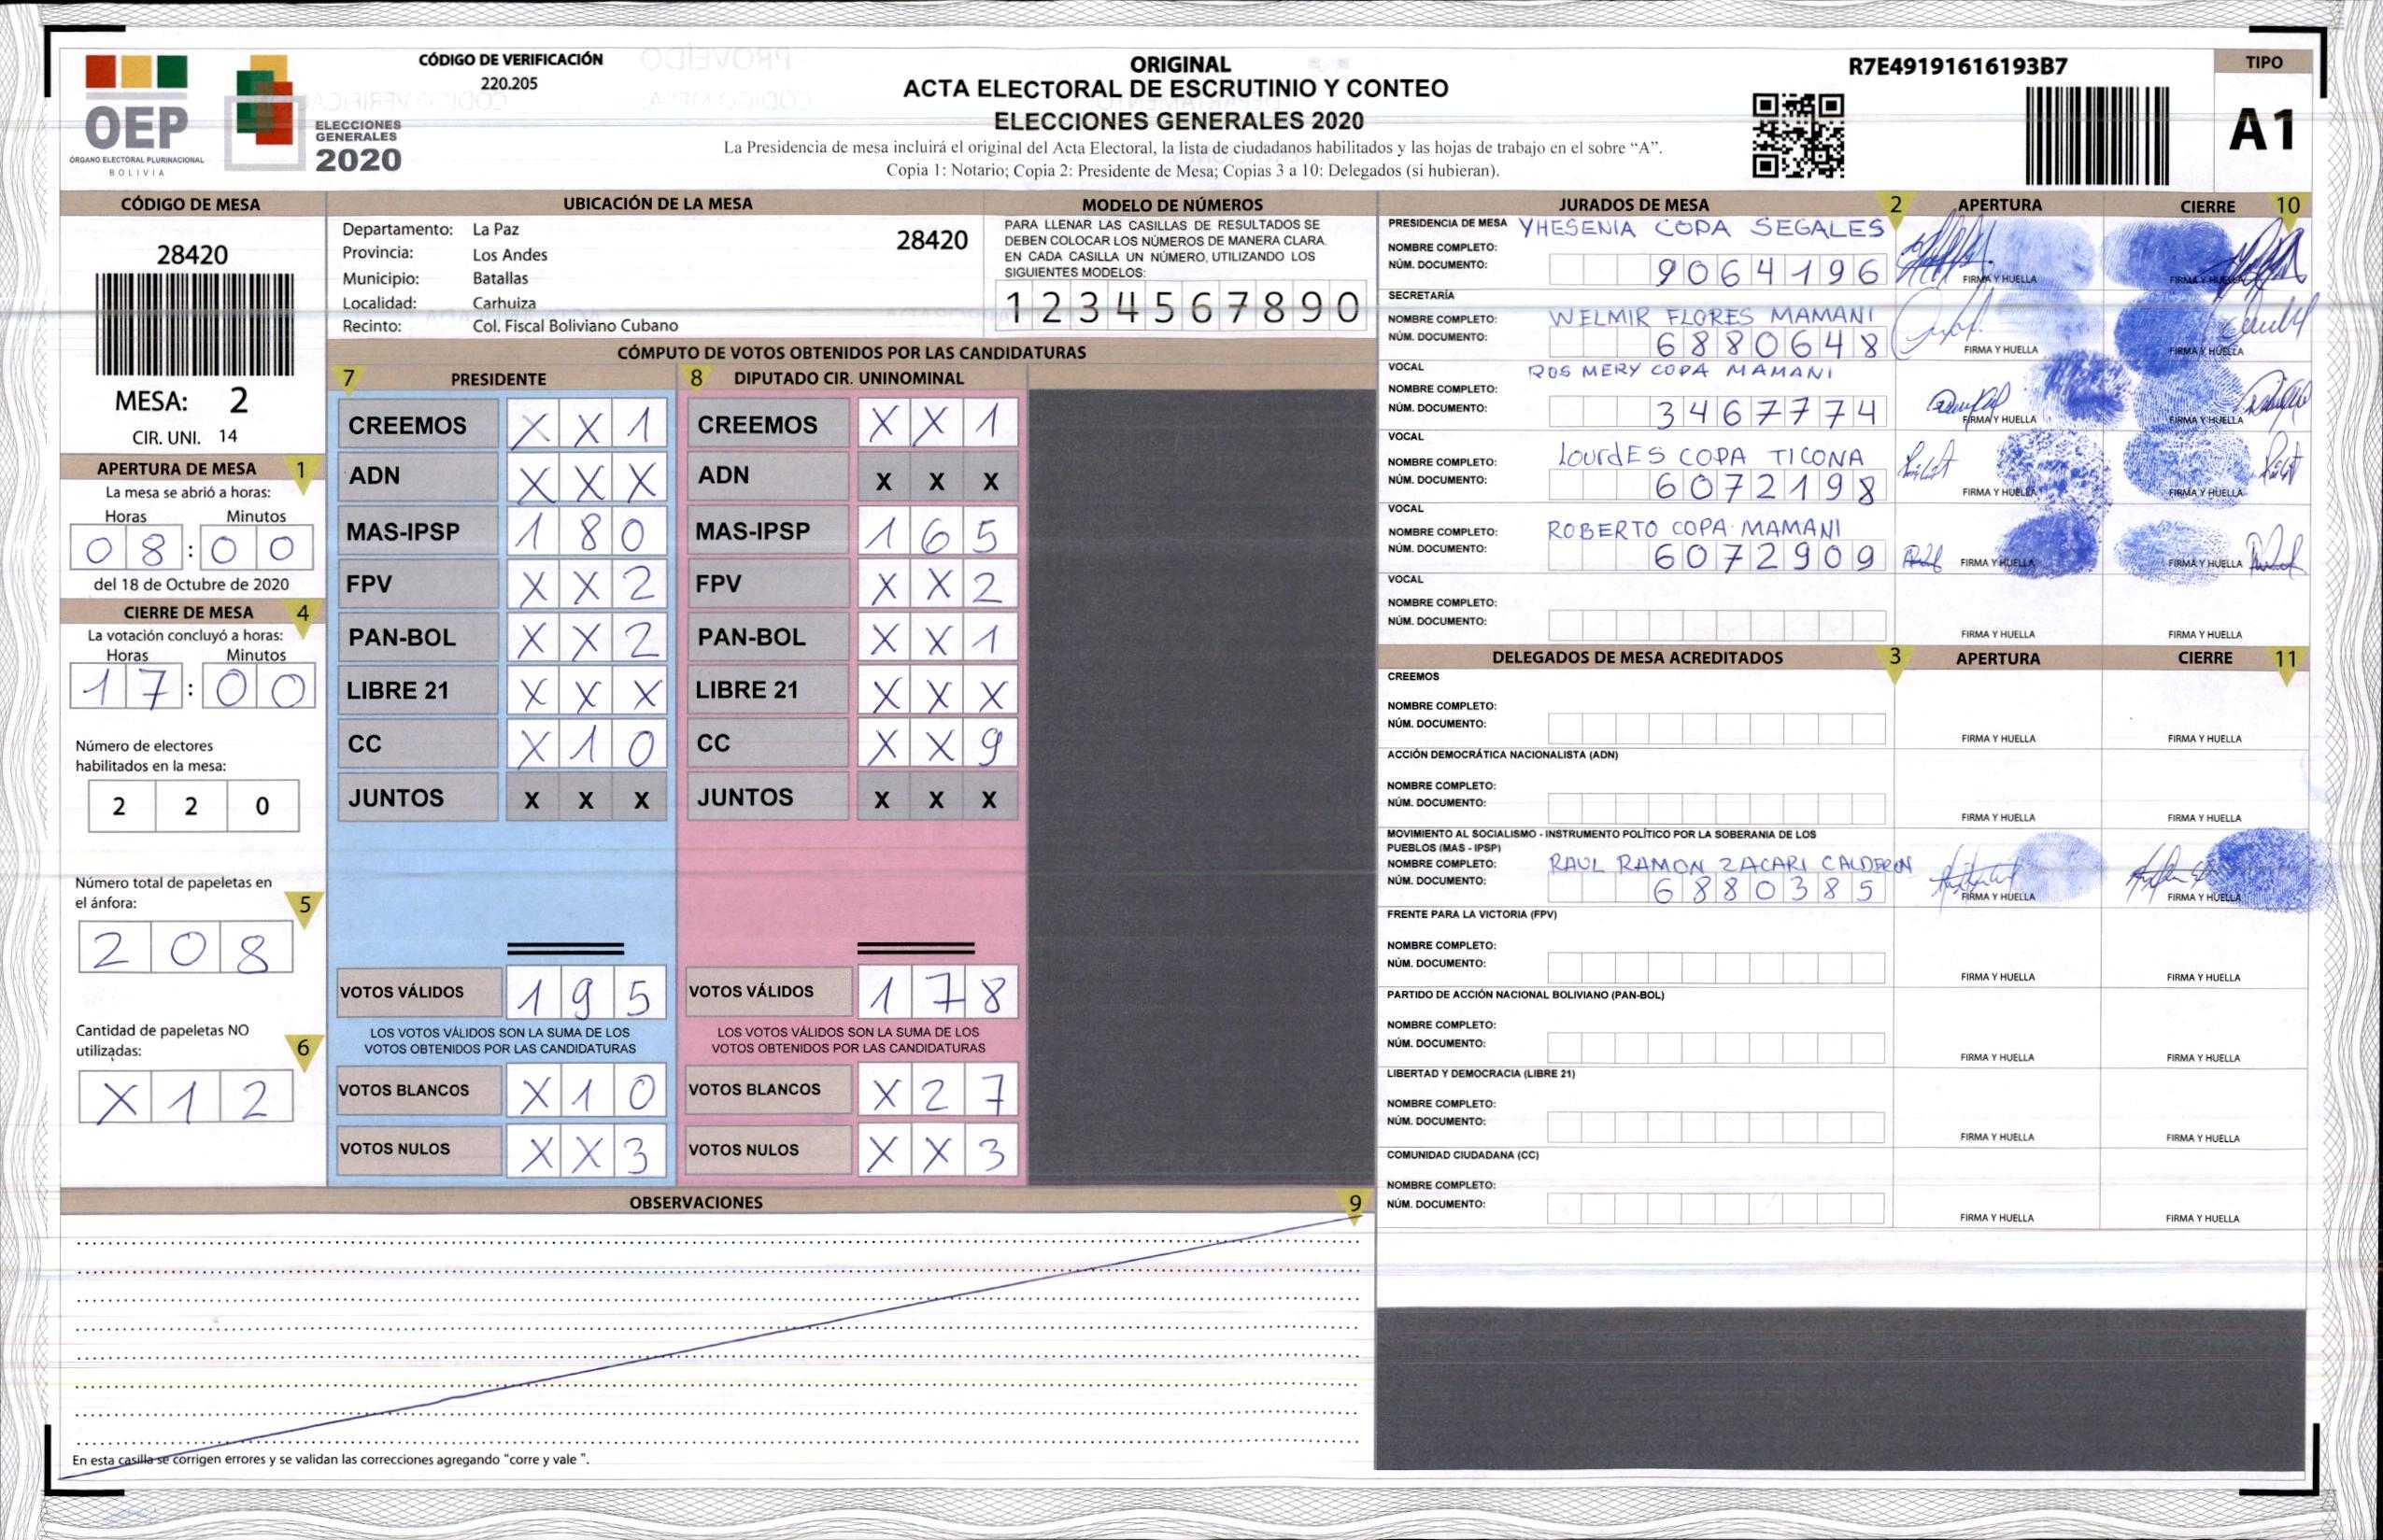 OEP
ÓRGANO ELECTORAL PLURINACIONAL
BOLIVIA
ELECCIONES
GENERALES
2020
CÓDIGO DE VERIFICACIÓN
220.205
ORIGINAL
ACTA ELECTORAL DE ESCRUTINIO Y CONTEO
ELECCIONES GENERALES 2020
La Presidencia de mesa incluirá el original del Acta Electoral, la lista de ciudadanos habilitados y las hojas de trabajo en el sobre “A”.
Copia 1: Notario; Copia 2: Presidente de Mesa; Copias 3 a 10: Delegados (si hubieran).
R7E49191616193B7
TIPO
A1
CÓDIGO DE MESA
28420
MESA: 2
CIR. UNI. 14
APERTURA DE MESA 1
La mesa se abrió a horas:
Horas Minutos
0 8 : 0 0
del 18 de Octubre de 2020
CIERRE DE MESA 4
La votación concluyó a horas:
Horas Minutos
1 7 : 0 0
Número de electores
habilitados en la mesa:
2 2 0
Número total de papeletas en
el ánfora: 5
2 0 8
Cantidad de papeletas NO
utilizadas: 6
X 1 2
UBICACIÓN DE LA MESA
Departamento: La Paz 28420
Provincia: Los Andes
Municipio: Batallas
Localidad: Carhuiza
Recinto: Col. Fiscal Boliviano Cubano
MODELO DE NÚMEROS
PARA LLENAR LAS CASILLAS DE RESULTADOS SE
DEBEN COLOCAR LOS NÚMEROS DE MANERA CLARA.
EN CADA CASILLA UN NÚMERO, UTILIZANDO LOS
SIGUIENTES MODELOS:
1 2 3 4 5 6 7 8 9 0
CÓMPUTO DE VOTOS OBTENIDOS POR LAS CANDIDATURAS
7 PRESIDENTE 8 DIPUTADO CIR. UNINOMINAL
CREEMOS X X 1 CREEMOS X X 1
ADN X X X ADN X X X
MAS-IPSP 1 8 0 MAS-IPSP 1 6 5
FPV X X 2 FPV X X 2
PAN-BOL X X 2 PAN-BOL X X 1
LIBRE 21 X X X LIBRE 21 X X X
CC X 1 0 CC X X 9
JUNTOS X X X JUNTOS X X X
VOTOS VÁLIDOS 1 9 5 VOTOS VÁLIDOS 1 7 8
LOS VOTOS VÁLIDOS SON LA SUMA DE LOS LOS VOTOS VÁLIDOS SON LA SUMA DE LOS
VOTOS OBTENIDOS POR LAS CANDIDATURAS VOTOS OBTENIDOS POR LAS CANDIDATURAS
VOTOS BLANCOS X 1 0 VOTOS BLANCOS X 2 7
VOTOS NULOS X X 3 VOTOS NULOS X X 3
OBSERVACIONES 9
En esta casilla se corrigen errores y se validan las correcciones agregando "corre y vale ".
JURADOS DE MESA 2 APERTURA CIERRE 10
PRESIDENCIA DE MESA YHESENIA COPA SEGALES
NOMBRE COMPLETO:
NÚM. DOCUMENTO: 9064196 FIRMA Y HUELLA FIRMA Y HUELLA
SECRETARÍA
NOMBRE COMPLETO: WELMIR FLORES MAMANI
NÚM. DOCUMENTO: 6880648 FIRMA Y HUELLA FIRMA Y HUELLA
VOCAL ROS MERY COPA MAMANI
NOMBRE COMPLETO:
NÚM. DOCUMENTO: 3467774 FIRMA Y HUELLA FIRMA Y HUELLA
VOCAL
NOMBRE COMPLETO: LourdES COPA TICONA
NÚM. DOCUMENTO: 6072198 FIRMA Y HUELLA FIRMA Y HUELLA
VOCAL
NOMBRE COMPLETO: ROBERTO COPA MAMANI
NÚM. DOCUMENTO: 6072909 FIRMA Y HUELLA FIRMA Y HUELLA
VOCAL
NOMBRE COMPLETO:
NÚM. DOCUMENTO: FIRMA Y HUELLA FIRMA Y HUELLA
DELEGADOS DE MESA ACREDITADOS 3 APERTURA CIERRE 11
CREEMOS
NOMBRE COMPLETO:
NÚM. DOCUMENTO: FIRMA Y HUELLA FIRMA Y HUELLA
ACCIÓN DEMOCRÁTICA NACIONALISTA (ADN)
NOMBRE COMPLETO:
NÚM. DOCUMENTO: FIRMA Y HUELLA FIRMA Y HUELLA
MOVIMIENTO AL SOCIALISMO - INSTRUMENTO POLÍTICO POR LA SOBERANIA DE LOS
PUEBLOS (MAS - IPSP)
NOMBRE COMPLETO: RAUL RAMON ZACARI CALDERON
NÚM. DOCUMENTO: 6880385 FIRMA Y HUELLA FIRMA Y HUELLA
FRENTE PARA LA VICTORIA (FPV)
NOMBRE COMPLETO:
NÚM. DOCUMENTO: FIRMA Y HUELLA FIRMA Y HUELLA
PARTIDO DE ACCIÓN NACIONAL BOLIVIANO (PAN-BOL)
NOMBRE COMPLETO:
NÚM. DOCUMENTO: FIRMA Y HUELLA FIRMA Y HUELLA
LIBERTAD Y DEMOCRACIA (LIBRE 21)
NOMBRE COMPLETO:
NÚM. DOCUMENTO: FIRMA Y HUELLA FIRMA Y HUELLA
COMUNIDAD CIUDADANA (CC)
NOMBRE COMPLETO:
NÚM. DOCUMENTO: FIRMA Y HUELLA FIRMA Y HUELLA